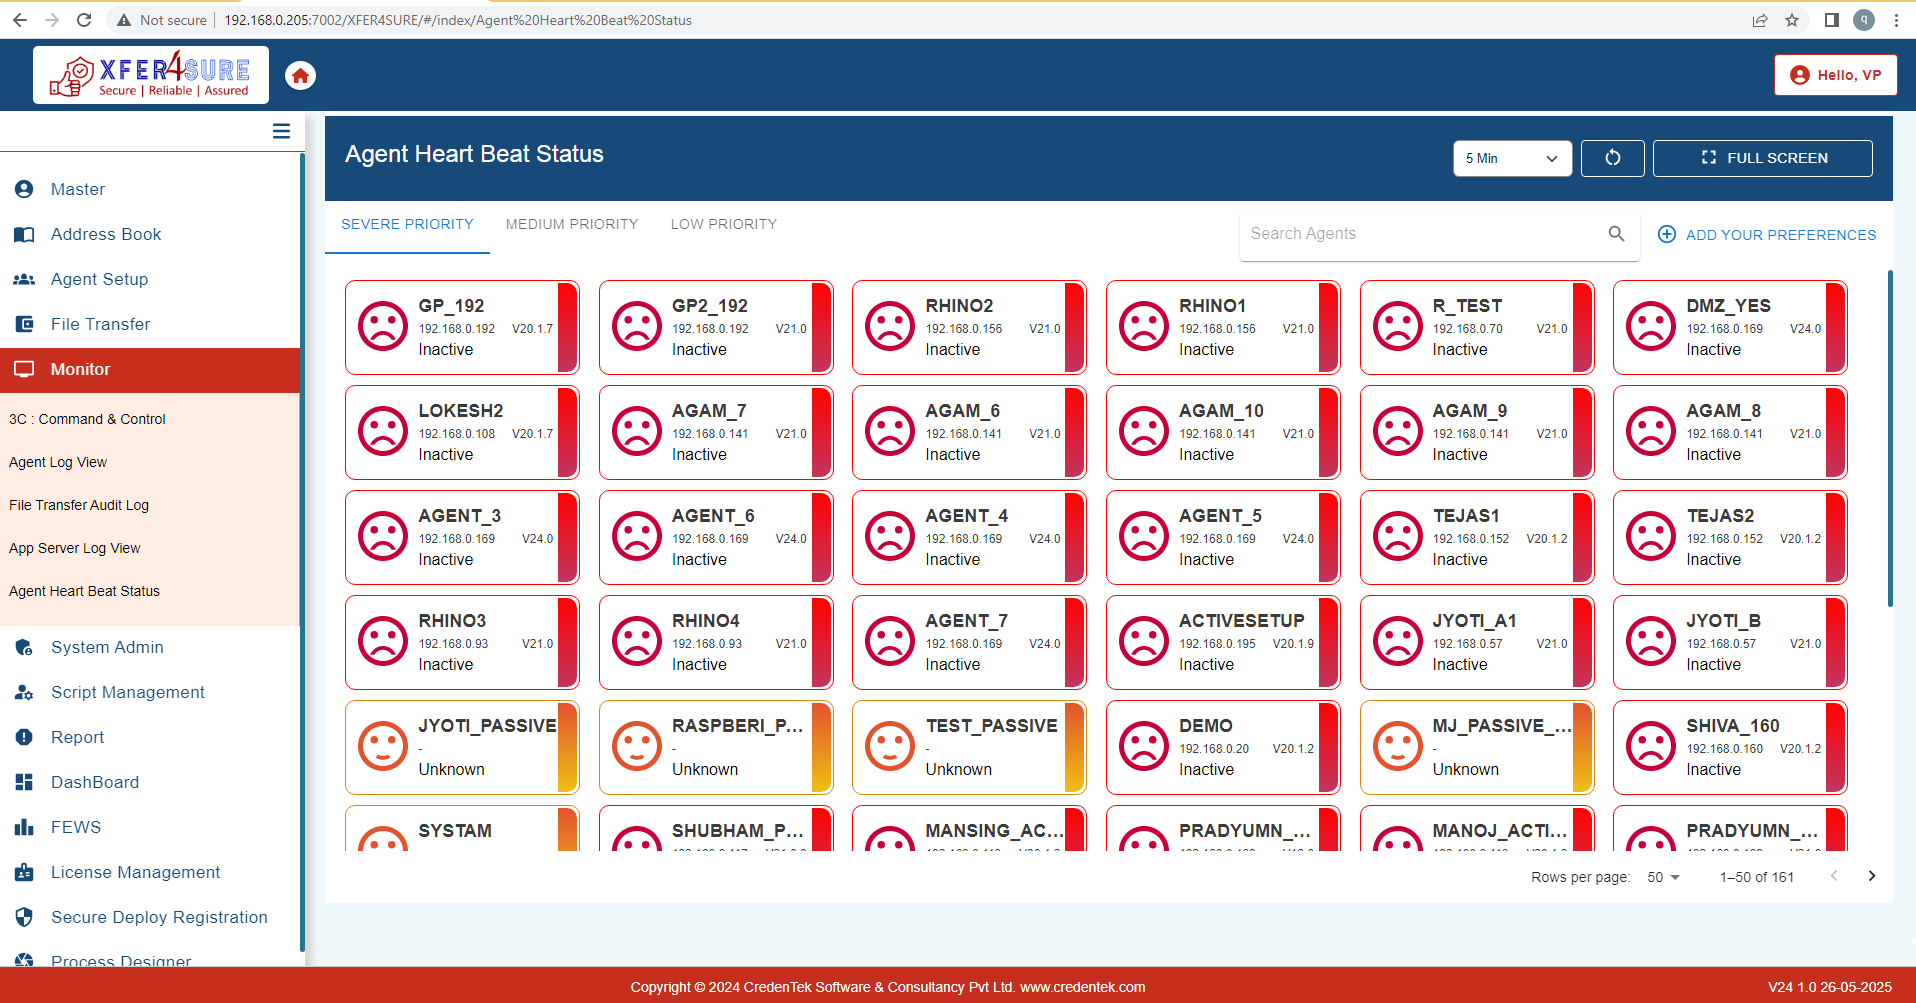 Not secure 192.168.0.205:7002/XFER4SURE/#/index/Agent%20Heart%20Beat%20Status
q
XFER4SURE
Secure | Reliable | Assured
Hello, VP
Master
Address Book
Agent Setup
File Transfer
Monitor
3C : Command & Control
Agent Log View
File Transfer Audit Log
App Server Log View
Agent Heart Beat Status
System Admin
Script Management
Report
DashBoard
FEWS
License Management
Secure Deploy Registration
Process Designer
Agent Heart Beat Status
5 Min
FULL SCREEN
SEVERE PRIORITY MEDIUM PRIORITY LOW PRIORITY
Search Agents
ADD YOUR PREFERENCES
GP_192 GP2_192 RHINO2 RHINO1 R_TEST DMZ_YES
192.168.0.192 V20.1.7 192.168.0.192 V21.0 192.168.0.156 V21.0 192.168.0.156 V21.0 192.168.0.70 V21.0 192.168.0.169 V24.0
Inactive Inactive Inactive Inactive Inactive Inactive
LOKESH2 AGAM_7 AGAM_6 AGAM_10 AGAM_9 AGAM_8
192.168.0.108 V20.1.7 192.168.0.141 V21.0 192.168.0.141 V21.0 192.168.0.141 V21.0 192.168.0.141 V21.0 192.168.0.141 V21.0
Inactive Inactive Inactive Inactive Inactive Inactive
AGENT_3 AGENT_6 AGENT_4 AGENT_5 TEJAS1 TEJAS2
192.168.0.169 V24.0 192.168.0.169 V24.0 192.168.0.169 V24.0 192.168.0.169 V24.0 192.168.0.152 V20.1.2 192.168.0.152 V20.1.2
Inactive Inactive Inactive Inactive Inactive Inactive
RHINO3 RHINO4 AGENT_7 ACTIVESETUP JYOTI_A1 JYOTI_B
192.168.0.93 V21.0 192.168.0.93 V21.0 192.168.0.169 V24.0 192.168.0.195 V20.1.9 192.168.0.57 V21.0 192.168.0.57 V21.0
Inactive Inactive Inactive Inactive Inactive Inactive
JYOTI_PASSIVE RASPBERI_P... TEST_PASSIVE DEMO MJ_PASSIVE_... SHIVA_160
- - - 192.168.0.20 V20.1.2 - 192.168.0.160 V20.1.2
Unknown Unknown Unknown Inactive Unknown Inactive
SYSTAM SHUBHAM_P... MANSING_AC... PRADYUMN_... MANOJ_ACTI... PRADYUMN_...
Rows per page: 50 1–50 of 161
Copyright © 2024 CredenTek Software & Consultancy Pvt Ltd. www.credentek.com
V24 1.0 26-05-2025